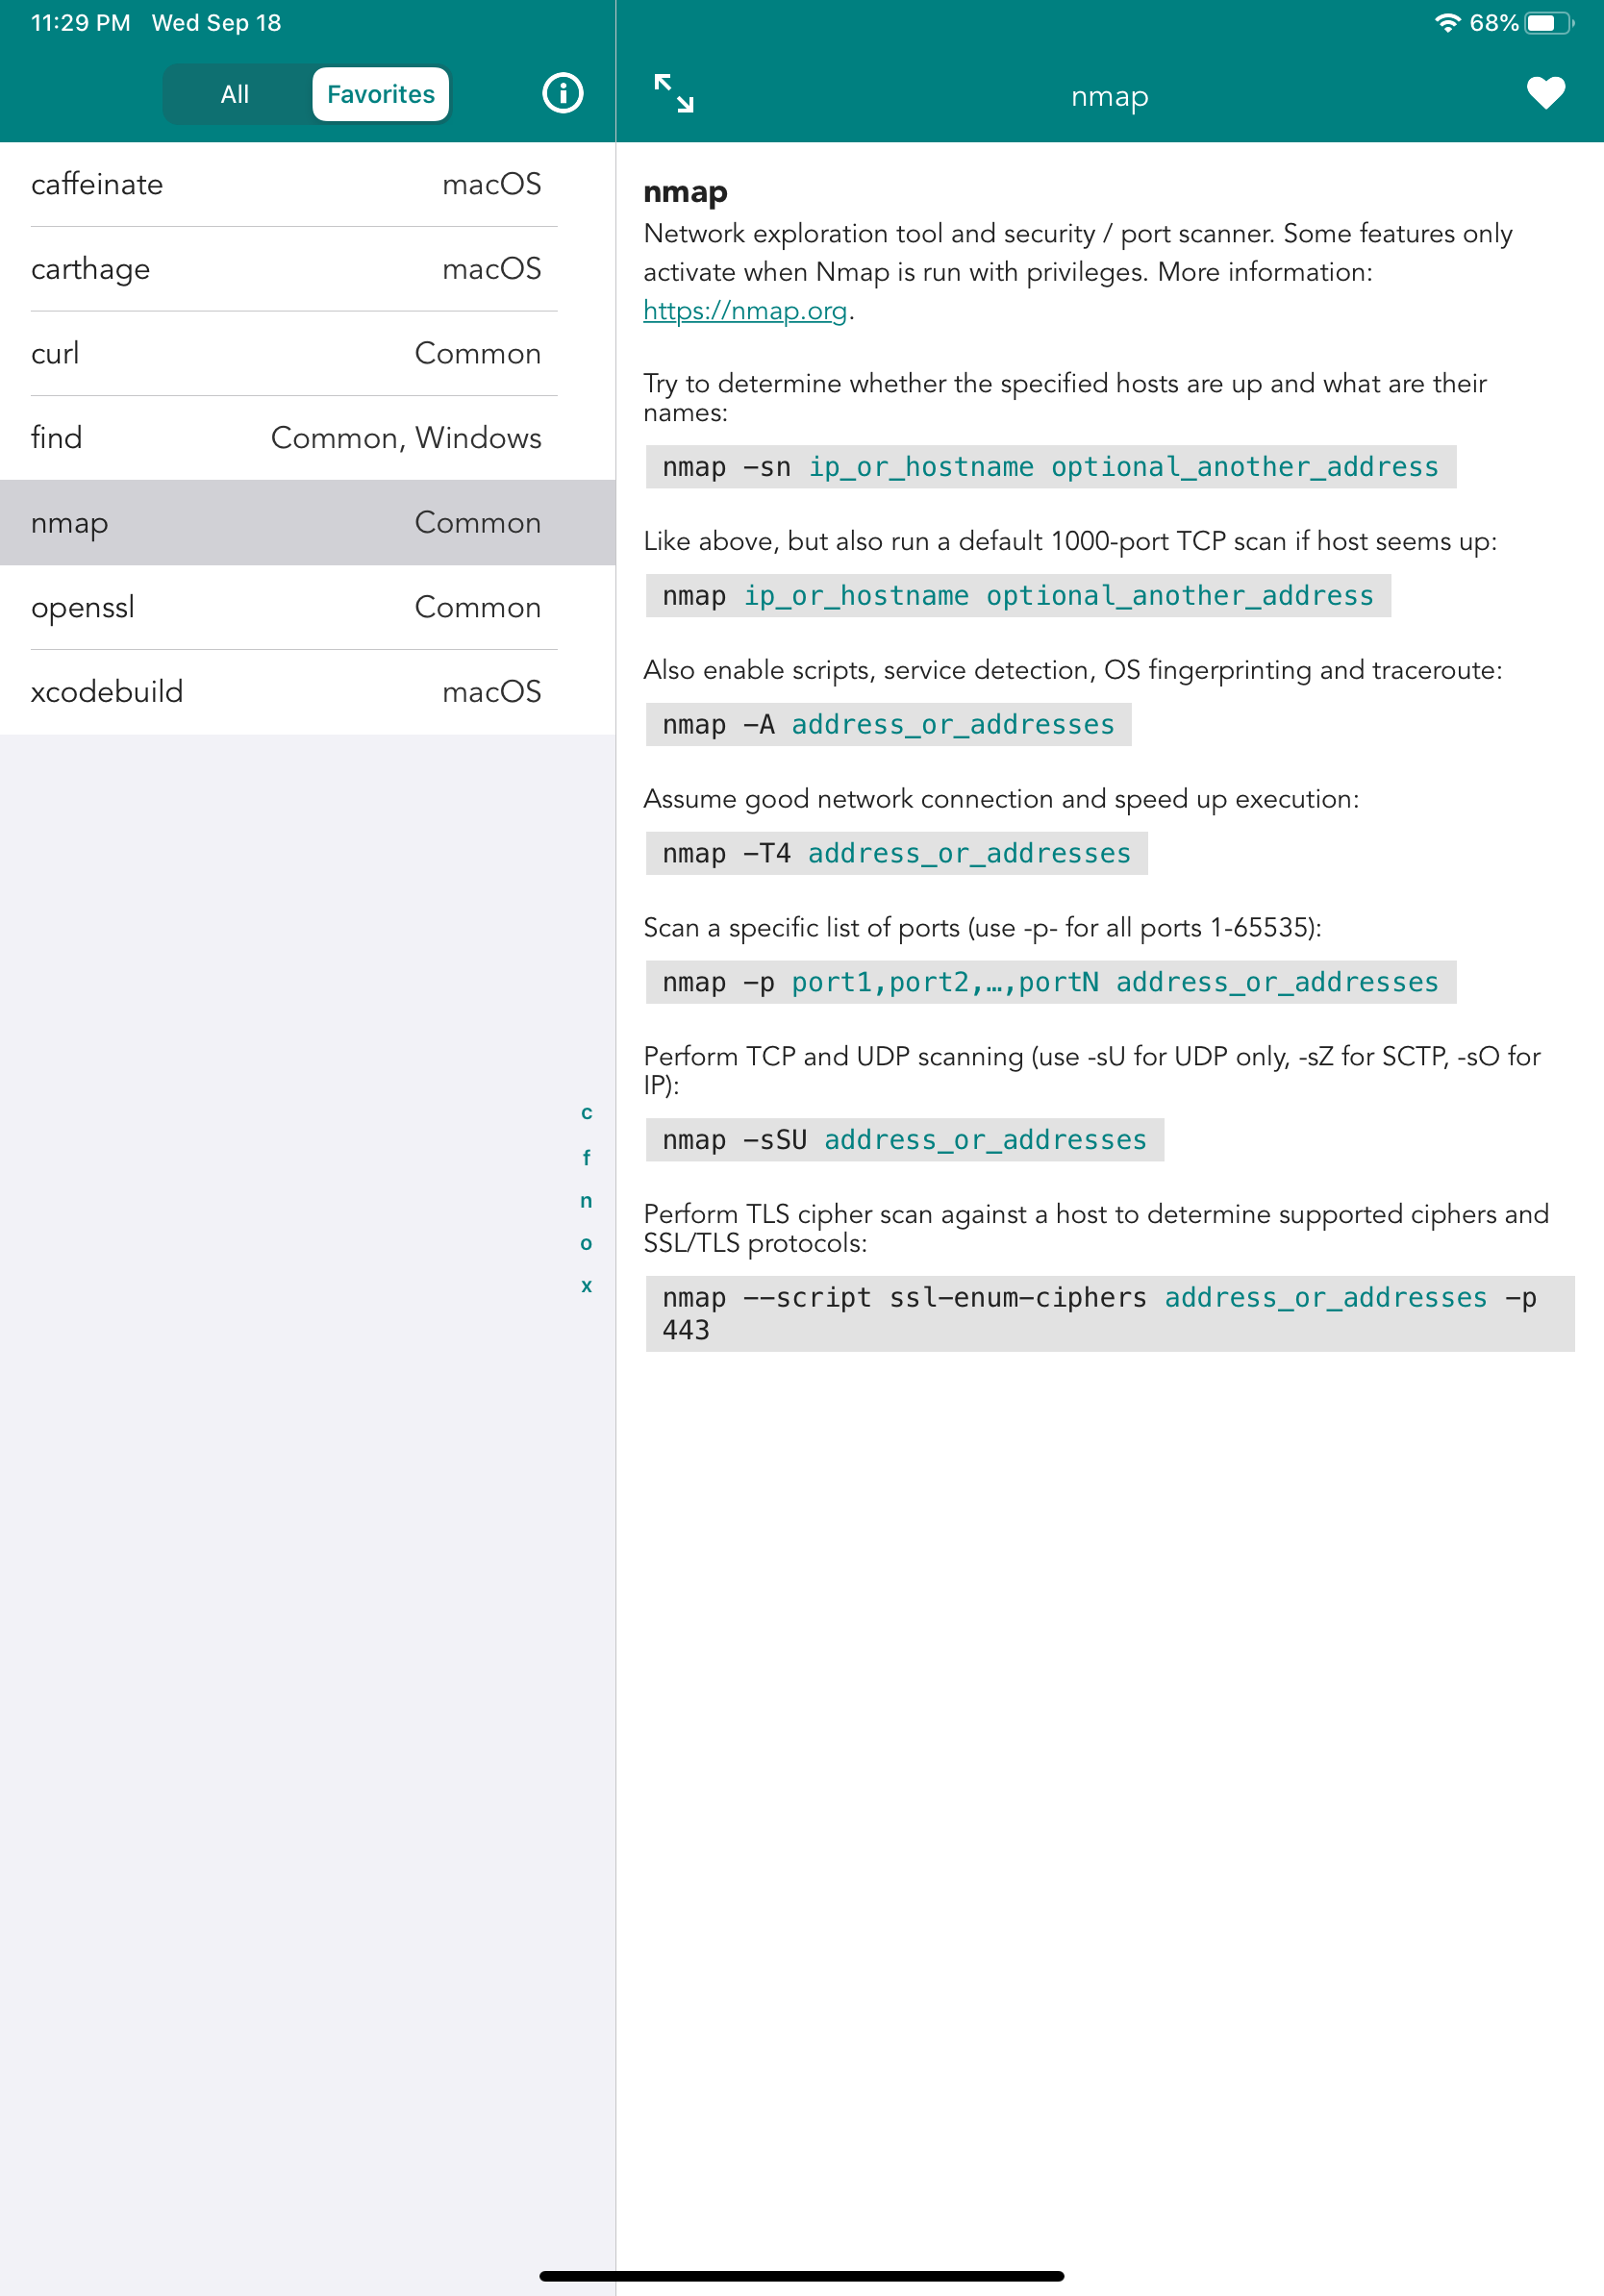 11:29 PM Wed Sep 18
68%
All
Favorites
nmap
caffeinate macOS
carthage macOS
curl Common
find Common, Windows
nmap Common
openssl Common
xcodebuild macOS
c
f
n
o
x
nmap
Network exploration tool and security / port scanner. Some features only
activate when Nmap is run with privileges. More information:
https://nmap.org.
Try to determine whether the specified hosts are up and what are their
names:
nmap -sn ip_or_hostname optional_another_address
Like above, but also run a default 1000-port TCP scan if host seems up:
nmap ip_or_hostname optional_another_address
Also enable scripts, service detection, OS fingerprinting and traceroute:
nmap -A address_or_addresses
Assume good network connection and speed up execution:
nmap -T4 address_or_addresses
Scan a specific list of ports (use -p- for all ports 1-65535):
nmap -p port1,port2,…,portN address_or_addresses
Perform TCP and UDP scanning (use -sU for UDP only, -sZ for SCTP, -sO for
IP):
nmap -sSU address_or_addresses
Perform TLS cipher scan against a host to determine supported ciphers and
SSL/TLS protocols:
nmap --script ssl-enum-ciphers address_or_addresses -p
443